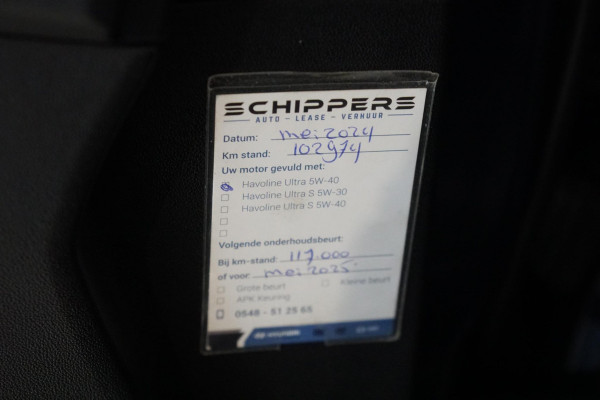 SCHIPPERS
AUTO - LEASE - VERHUUR
Datum: mei 2024
Km stand: 102974
Uw motor gevuld met:
Havoline Ultra 5W-40
Havoline Ultra S 5W-30
Havoline Ultra S 5W-40
Volgende onderhoudsbeurt:
Bij km-stand: 117.000
of voor: mei 2025
Grote beurt Kleine beurt
APK Keuring
0548 - 51 25 65